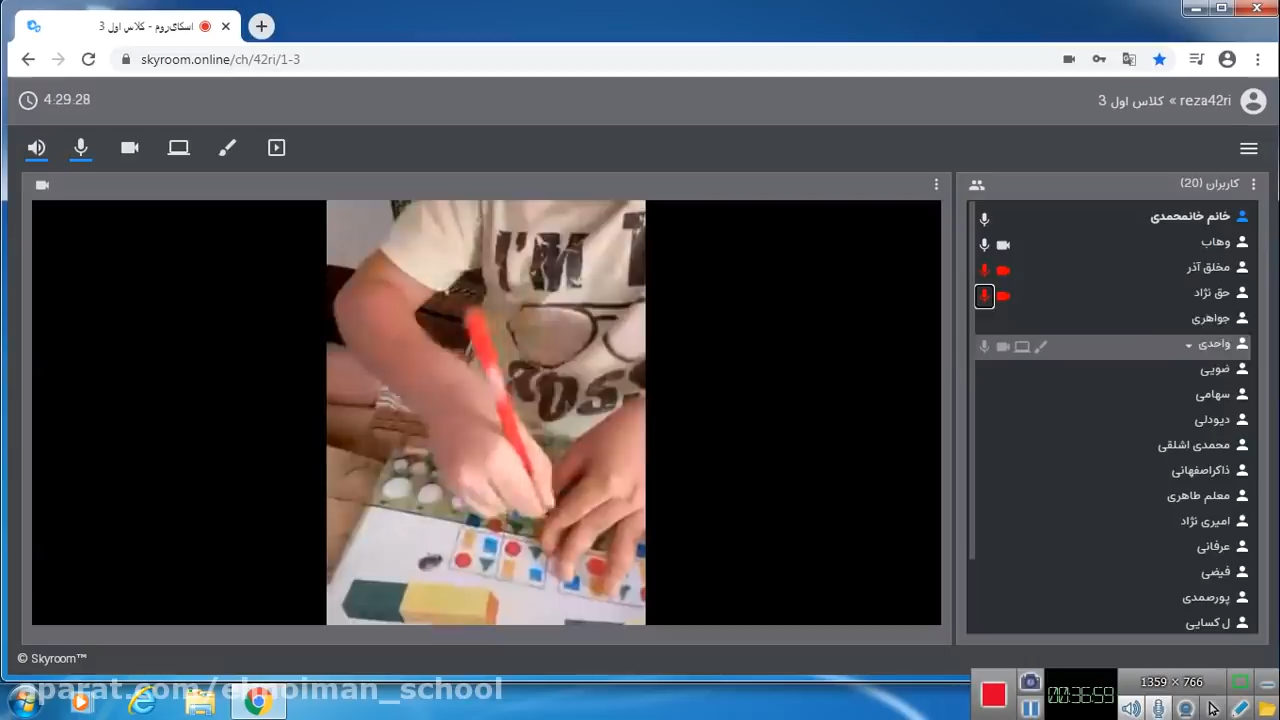 اسکای‌روم - کلاس اول 3
skyroom.online/ch/42ri/1-3
4:29:28
reza42ri » کلاس اول 3
کاربران (20)
خانم خانمحمدی
وهاب
مخلق آذر
حق نژاد
جواهری
واحدی
ضویی
سهامی
دیودلی
محمدی اشلقی
ذاکراصفهانی
معلم طاهری
امیری نژاد
عرفانی
فیضی
پورصمدی
ل کسایی
I'M
© Skyroom™
aparat.com/ehnoiman_school
00:36:59
1359 × 766